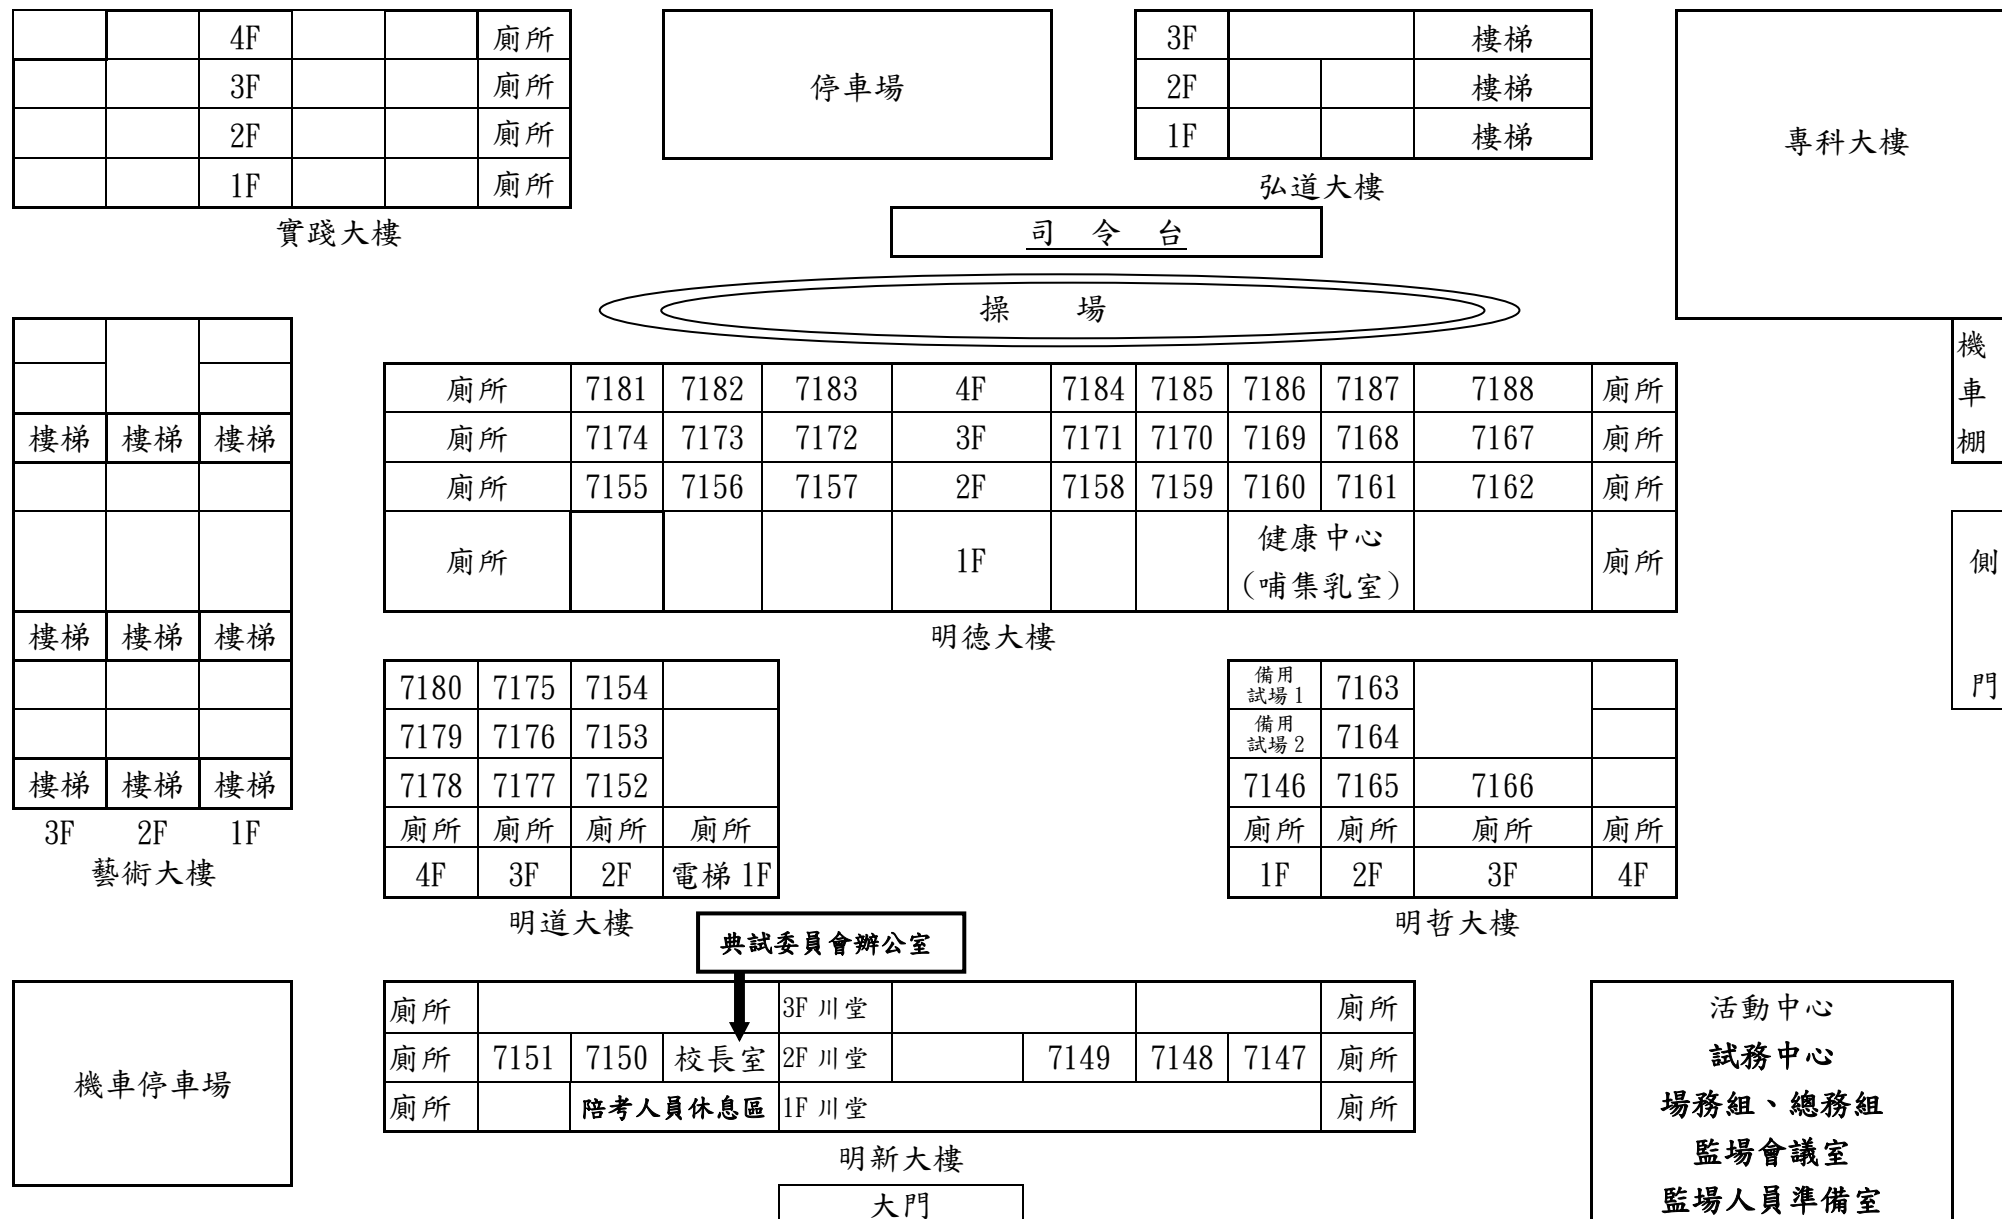 4F 廁所
3F 廁所
2F 廁所
1F 廁所
實踐大樓
停車場
3F 樓梯
2F 樓梯
1F 樓梯
弘道大樓
專科大樓
司 令 台
操 場
機
車
棚
側
門
樓梯 樓梯 樓梯
樓梯 樓梯 樓梯
樓梯 樓梯 樓梯
3F 2F 1F
藝術大樓
廁所 7181 7182 7183 4F 7184 7185 7186 7187 7188 廁所
廁所 7174 7173 7172 3F 7171 7170 7169 7168 7167 廁所
廁所 7155 7156 7157 2F 7158 7159 7160 7161 7162 廁所
廁所 1F 健康中心 廁所
(哺集乳室)
明德大樓
7180 7175 7154
7179 7176 7153
7178 7177 7152
廁所 廁所 廁所 廁所
4F 3F 2F 電梯 1F
明道大樓
備用
試場 1 7163
備用
試場 2 7164
7146 7165 7166
廁所 廁所 廁所 廁所
1F 2F 3F 4F
明哲大樓
典試委員會辦公室
機車停車場
廁所 3F 川堂 廁所
廁所 7151 7150 校長室 2F 川堂 7149 7148 7147 廁所
廁所 陪考人員休息區 1F 川堂 廁所
明新大樓
大門
活動中心
試務中心
場務組、總務組
監場會議室
監場人員準備室